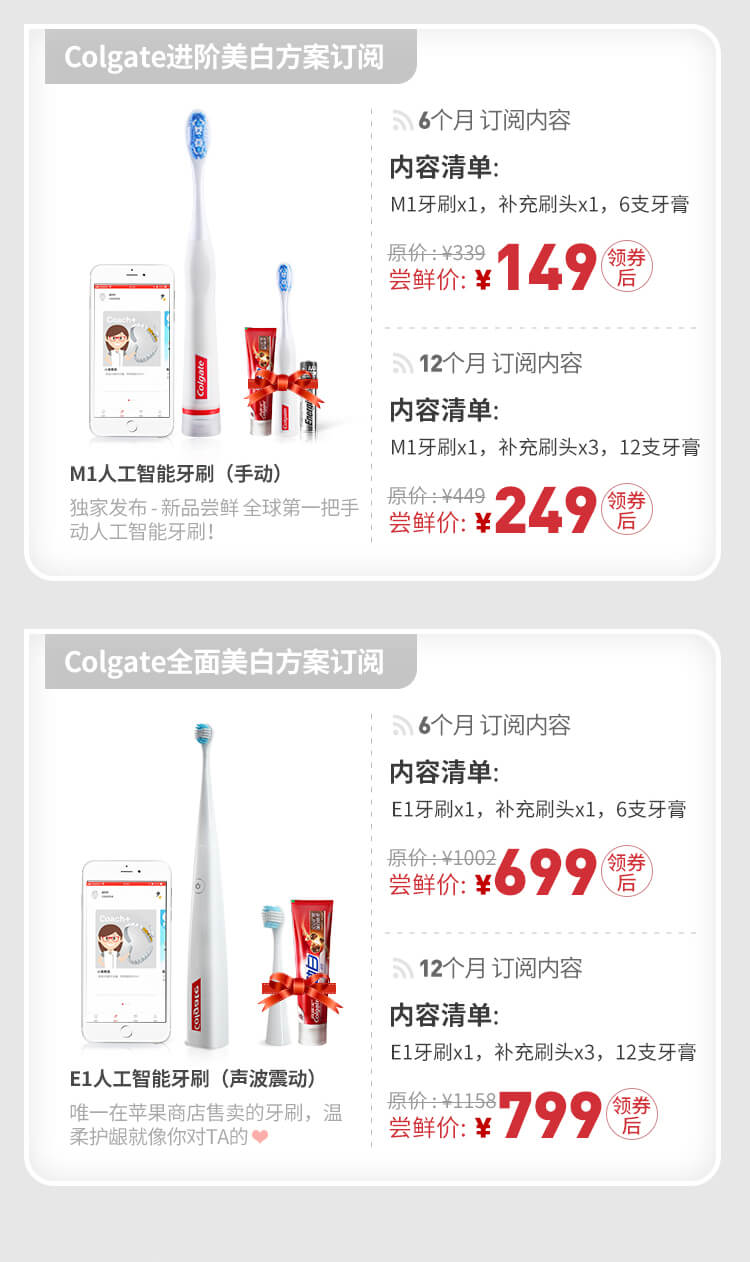 Colgate进阶美白方案订阅
6个月 订阅内容
内容清单:
M1牙刷x1，补充刷头x1，6支牙膏
原价 : ¥339
尝鲜价: ¥149
领券后
12个月 订阅内容
内容清单:
M1牙刷x1，补充刷头x3，12支牙膏
原价 : ¥449
尝鲜价: ¥249
领券后
Coach+
Colgate
Colgate
M1人工智能牙刷（手动）
独家发布 - 新品尝鲜 全球第一把手
动人工智能牙刷！
Colgate全面美白方案订阅
6个月 订阅内容
内容清单:
E1牙刷x1，补充刷头x1，6支牙膏
原价 : ¥1002
尝鲜价: ¥699
领券后
12个月 订阅内容
内容清单:
E1牙刷x1，补充刷头x3，12支牙膏
原价 : ¥1158
尝鲜价: ¥799
领券后
Coach+
Colgate
Colgate
E1人工智能牙刷（声波震动）
唯一在苹果商店售卖的牙刷，温
柔护龈就像你对TA的